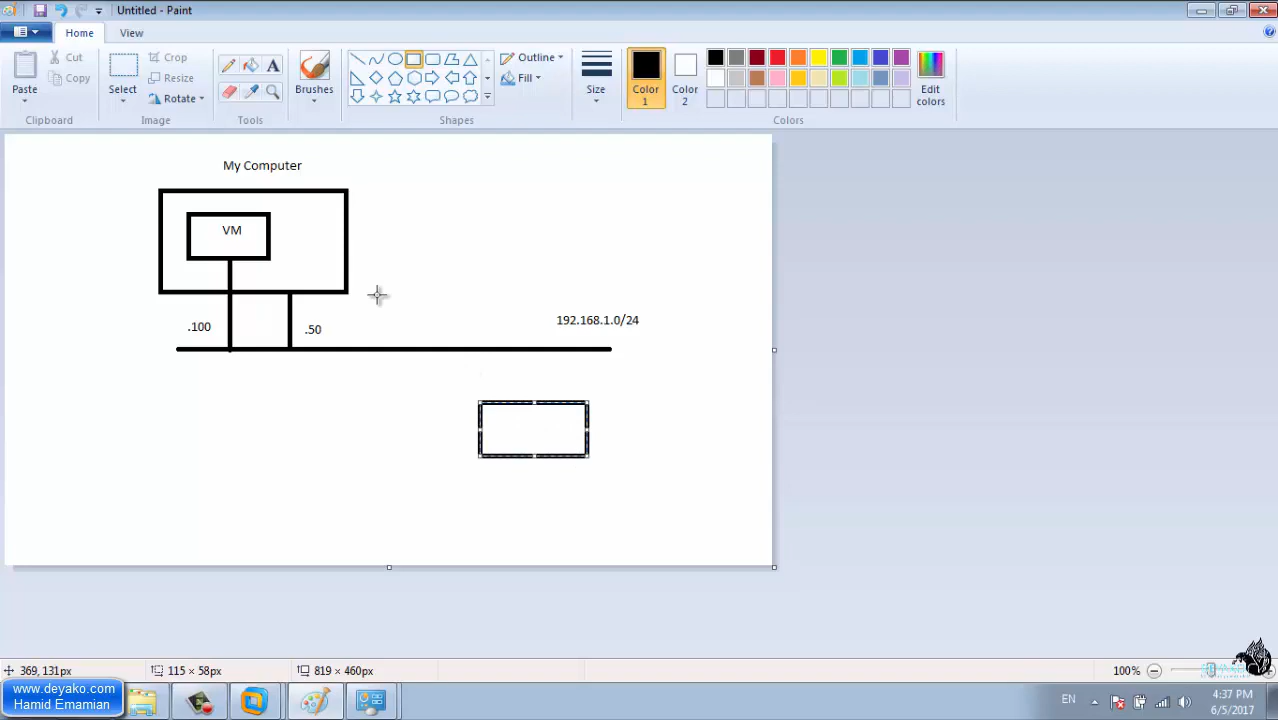 Untitled - Paint
Home
View
Paste
Cut
Copy
Clipboard
Select
Crop
Resize
Rotate
Image
Tools
Brushes
Shapes
Outline
Fill
Size
Color
1
Color
2
Edit
colors
Colors
My Computer
VM
.100
.50
192.168.1.0/24
369, 131px
115 × 58px
819 × 460px
100%
www.deyako.com
Hamid Emamian
EN
4:37 PM
6/5/2017